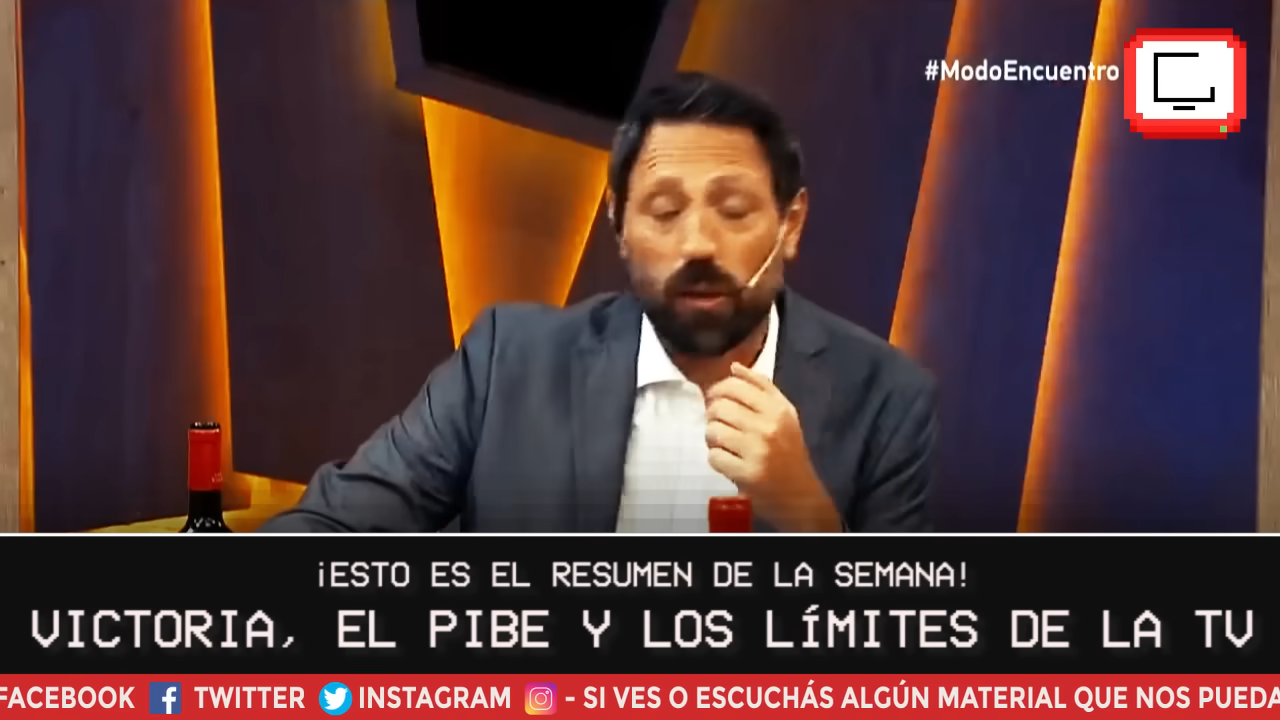 #ModoEncuentro
¡ESTO ES EL RESUMEN DE LA SEMANA!
VICTORIA, EL PIBE Y LOS LÍMITES DE LA TV
FACEBOOK TWITTER INSTAGRAM - SI VES O ESCUCHÁS ALGÚN MATERIAL QUE NOS PUEDA